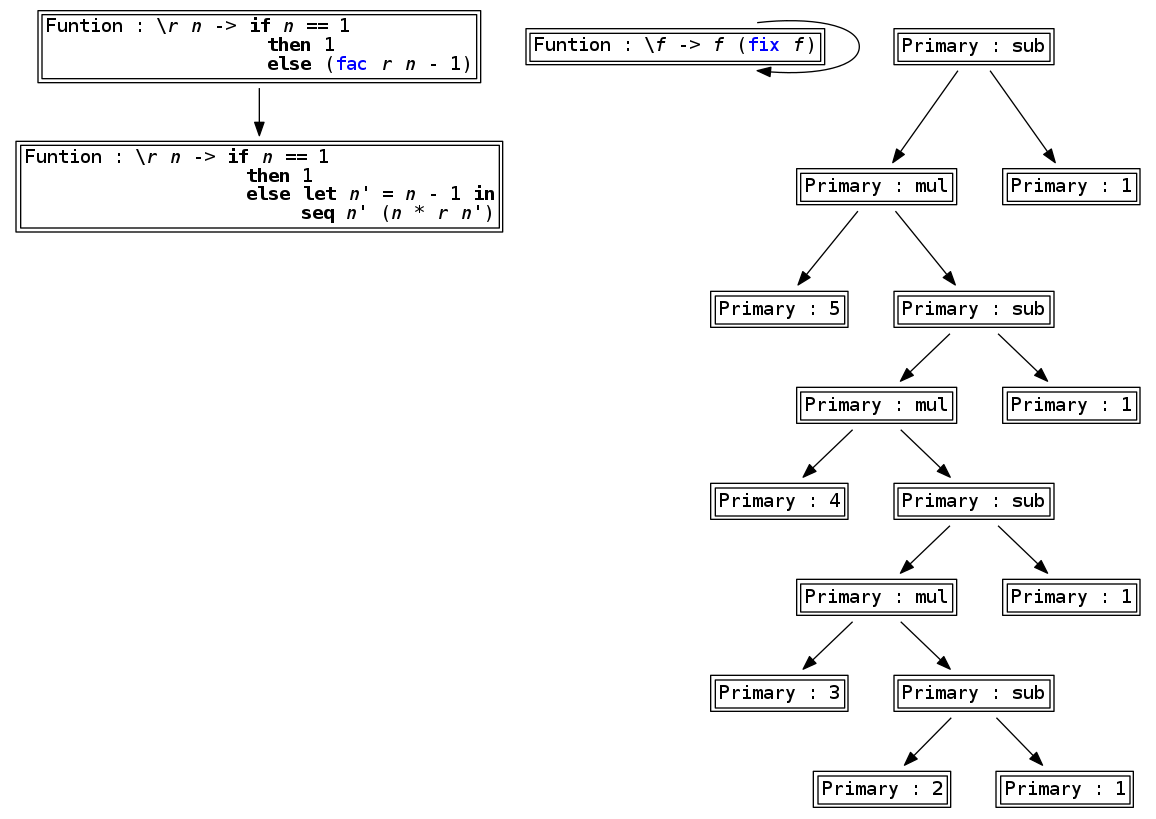 Funtion : \r n -> if n == 1
then 1
else (fac r n - 1)
Funtion : \r n -> if n == 1
then 1
else let n' = n - 1 in
seq n' (n * r n')
Funtion : \f -> f (fix f)
Primary : sub
Primary : mul
Primary : 1
Primary : 5
Primary : sub
Primary : mul
Primary : 1
Primary : 4
Primary : sub
Primary : mul
Primary : 1
Primary : 3
Primary : sub
Primary : 2
Primary : 1